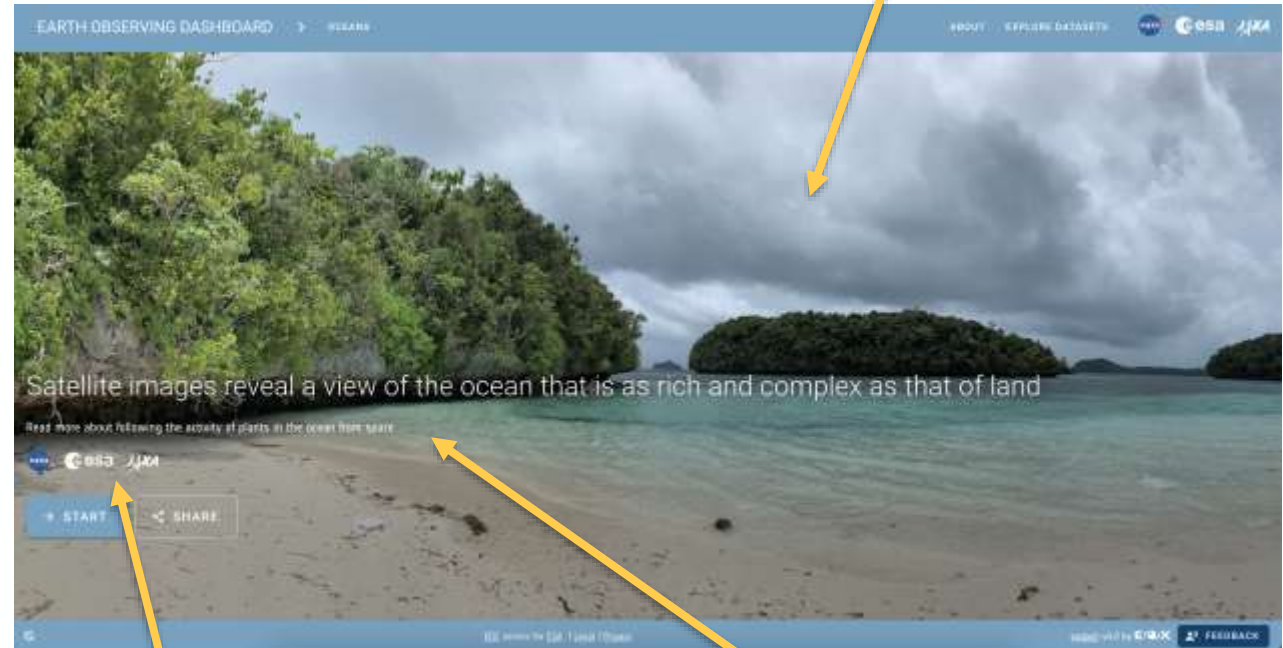 EARTH OBSERVING DASHBOARD > OCEANS ABOUT EXPLORE DATASETS NASA esa JAXA
Satellite images reveal a view of the ocean that is as rich and complex as that of land
Read more about following the activity of plants in the ocean from space
NASA esa JAXA
START SHARE
FEEDBACK